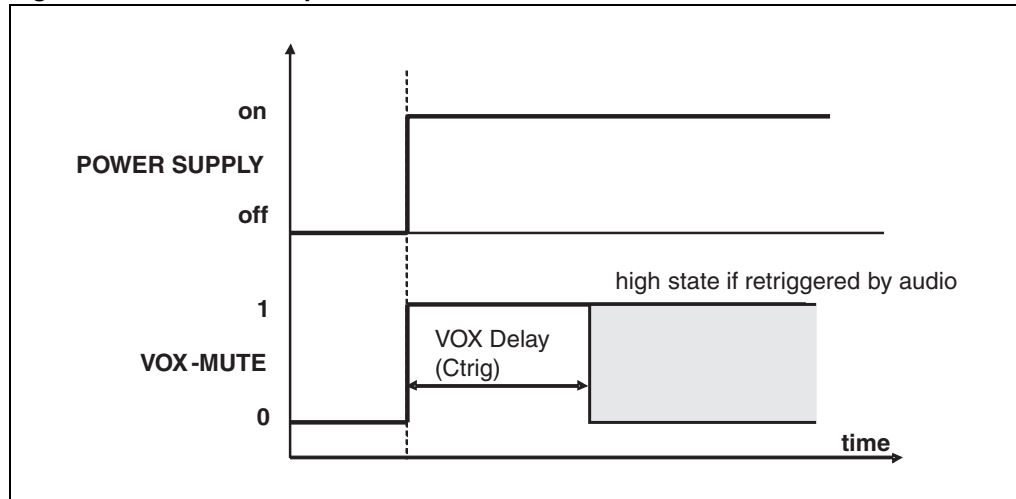 on
POWER SUPPLY
off
high state if retriggered by audio
1
VOX Delay
(Ctrig)
VOX-MUTE
0
time